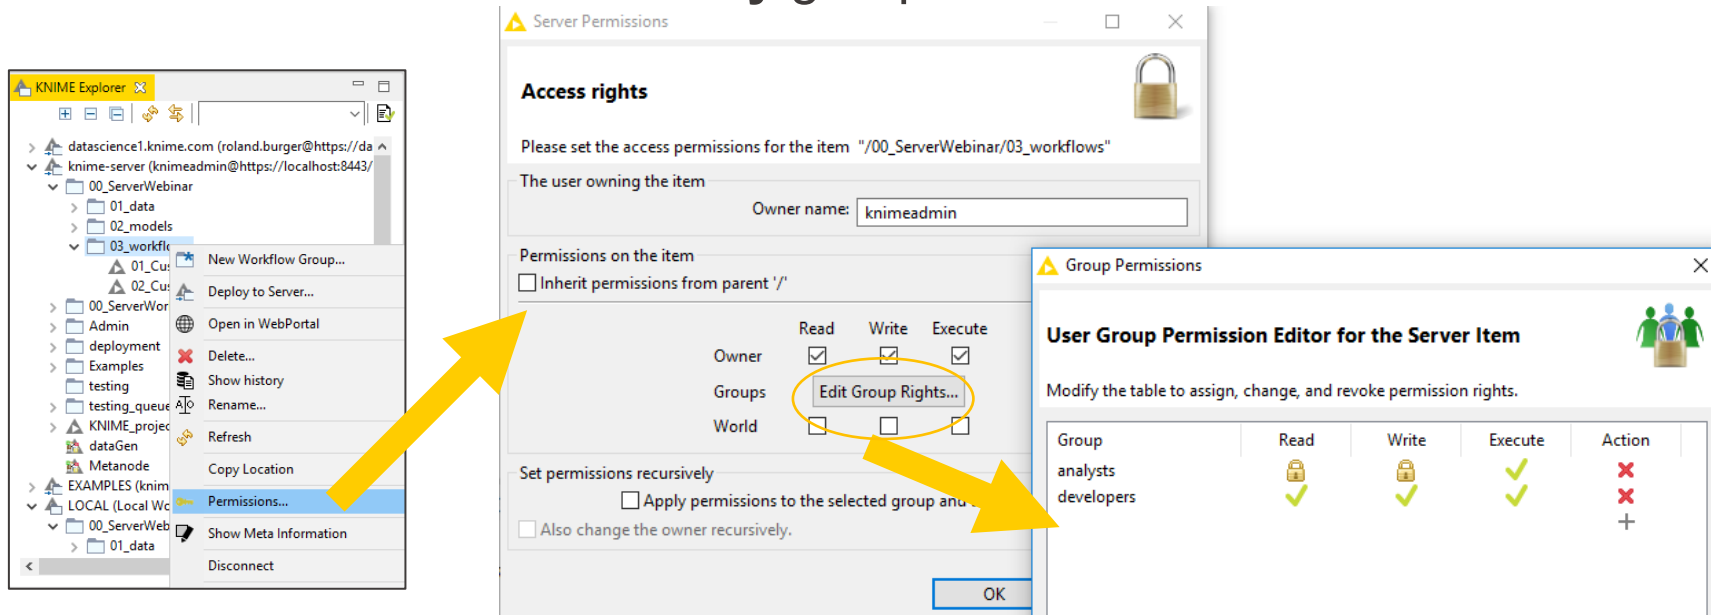 Server Permissions
KNIME Explorer
datascience1.knime.com (roland.burger@https://da
knime-server (knimeadmin@https://localhost:8443/
00_ServerWebinar
01_data
02_models
03_workflo
01_Cus
02_Cus
00_ServerWor
Admin
deployment
Examples
testing
testing_queue
KNIME_projec
dataGen
Metanode
EXAMPLES (knim
LOCAL (Local Wo
00_ServerWeb
01_data
New Workflow Group...
Deploy to Server...
Open in WebPortal
Delete...
Show history
Rename...
Refresh
Copy Location
Permissions...
Show Meta Information
Disconnect
Access rights
Please set the access permissions for the item "/00_ServerWebinar/03_workflows"
The user owning the item
Owner name: knimeadmin
Permissions on the item
Inherit permissions from parent '/'
Read Write Execute
Owner
Groups Edit Group Rights...
World
Set permissions recursively
Apply permissions to the selected group and
Also change the owner recursively.
OK
Group Permissions
User Group Permission Editor for the Server Item
Modify the table to assign, change, and revoke permission rights.
Group Read Write Execute Action
analysts
developers